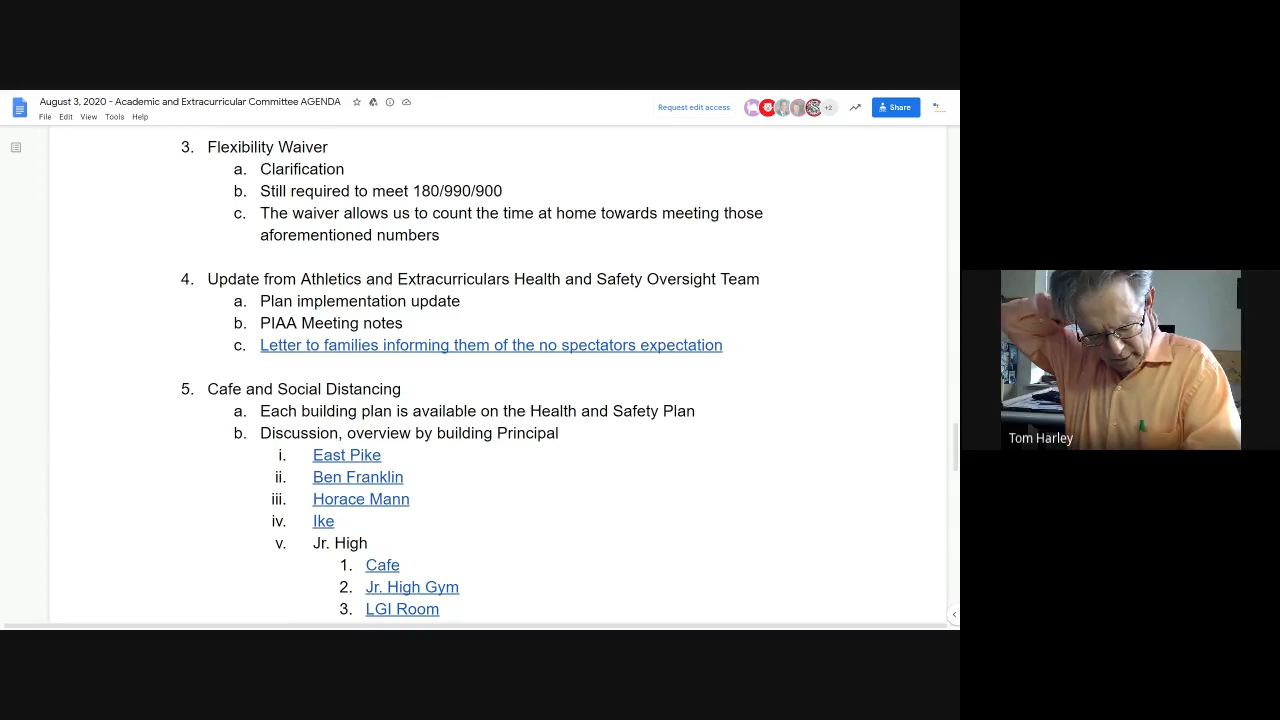 August 3, 2020 - Academic and Extracurricular Committee AGENDA
File Edit View Tools Help
Request edit access
+2
Share
3. Flexibility Waiver
a. Clarification
b. Still required to meet 180/990/900
c. The waiver allows us to count the time at home towards meeting those
aforementioned numbers
4. Update from Athletics and Extracurriculars Health and Safety Oversight Team
a. Plan implementation update
b. PIAA Meeting notes
c. Letter to families informing them of the no spectators expectation
5. Cafe and Social Distancing
a. Each building plan is available on the Health and Safety Plan
b. Discussion, overview by building Principal
i. East Pike
ii. Ben Franklin
iii. Horace Mann
iv. Ike
v. Jr. High
1. Cafe
2. Jr. High Gym
3. LGI Room
Tom Harley